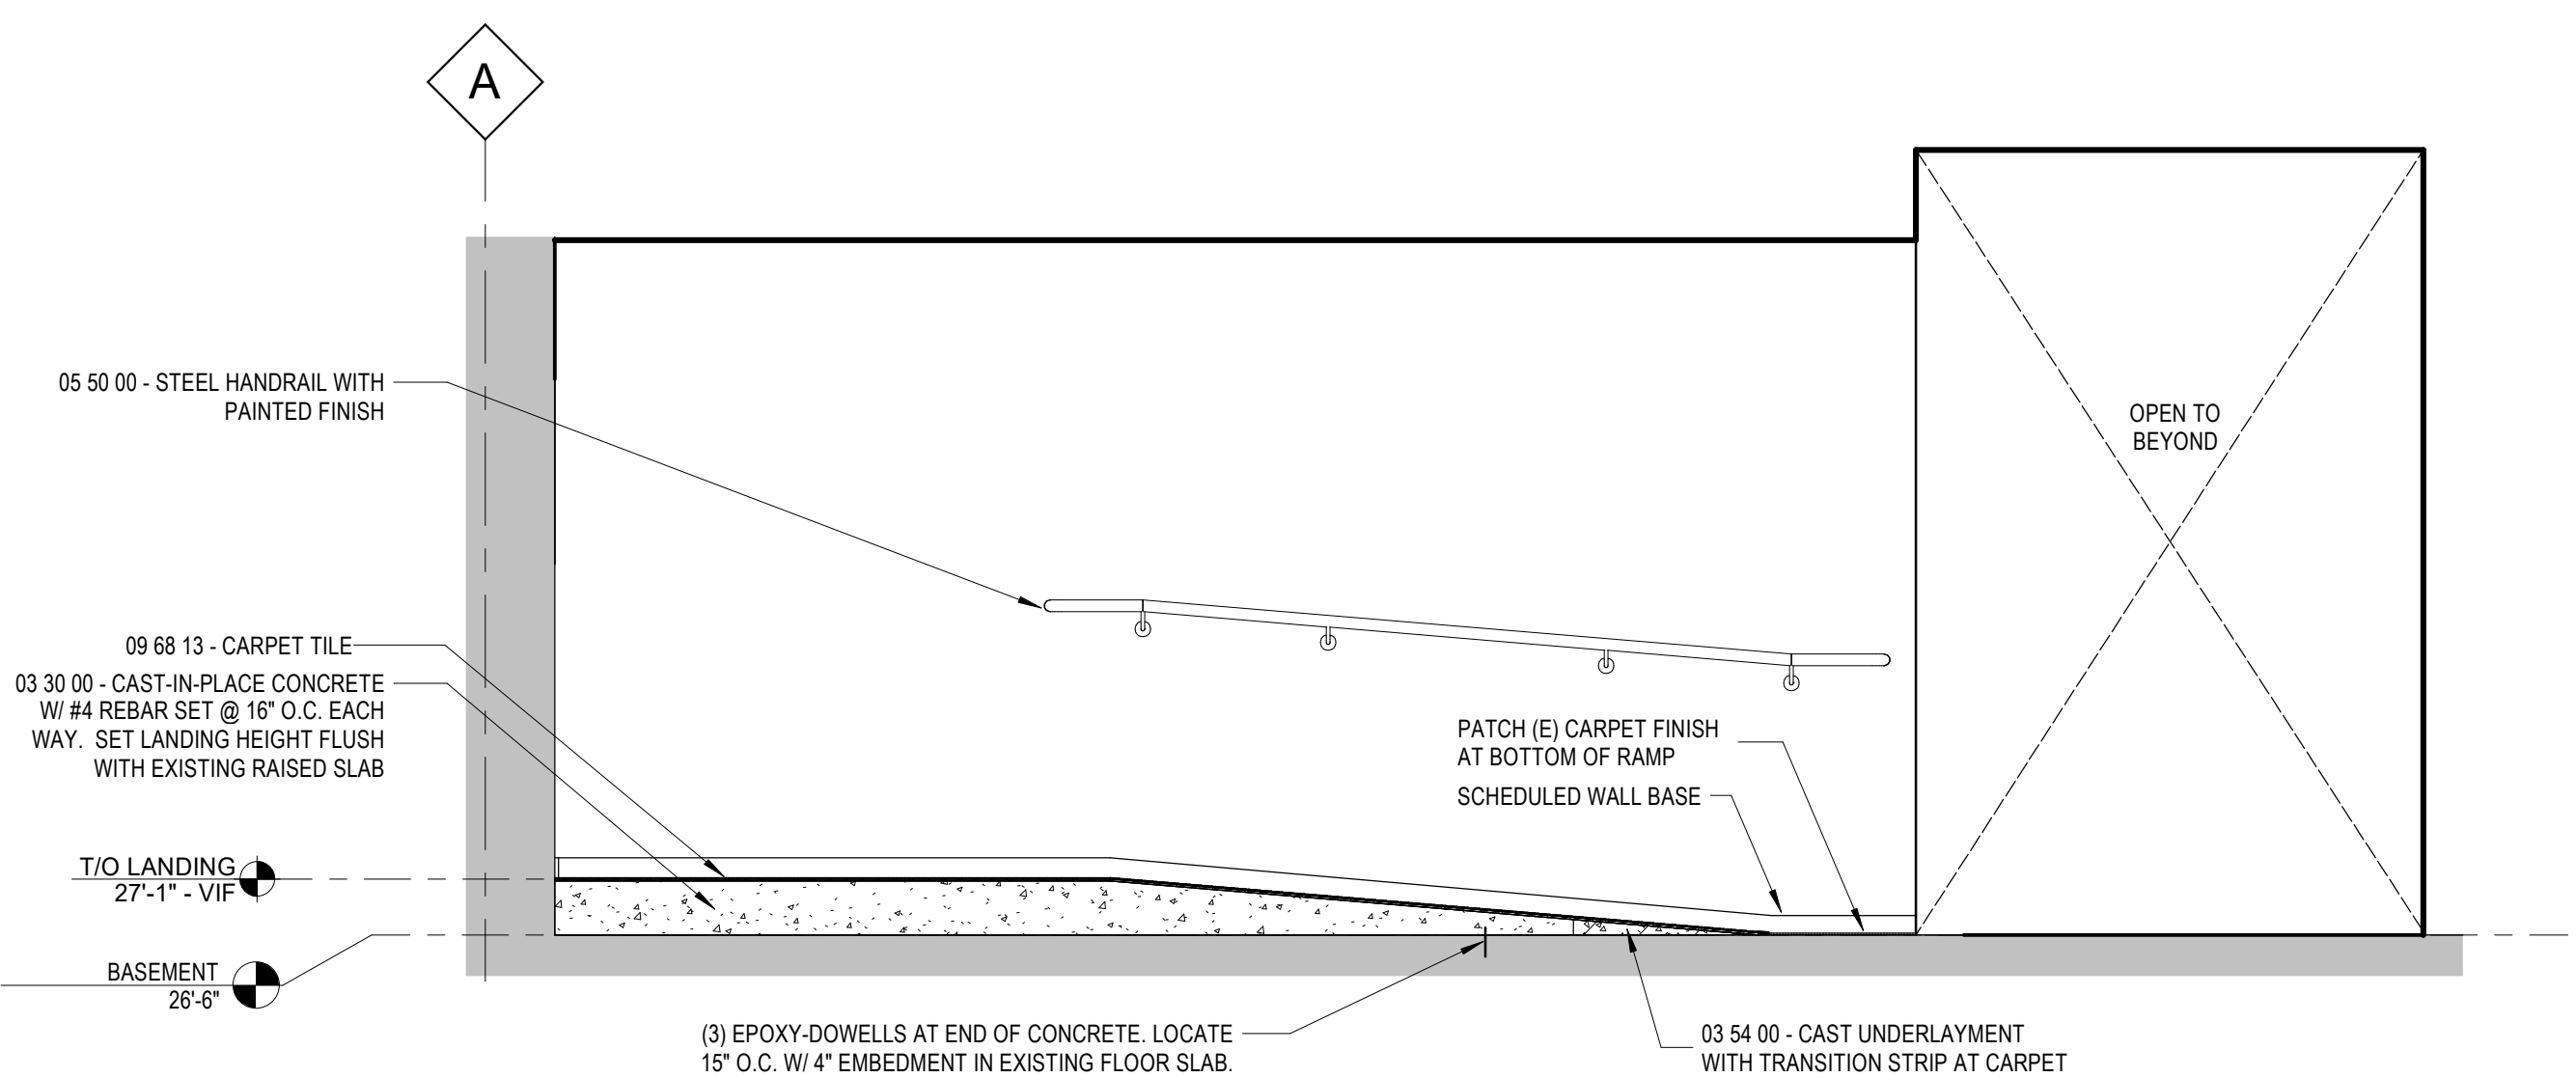 A
05 50 00 - STEEL HANDRAIL WITH
PAINTED FINISH
OPEN TO
BEYOND
09 68 13 - CARPET TILE
03 30 00 - CAST-IN-PLACE CONCRETE
W/ #4 REBAR SET @ 16" O.C. EACH
WAY.  SET LANDING HEIGHT FLUSH
WITH EXISTING RAISED SLAB
PATCH (E) CARPET FINISH
AT BOTTOM OF RAMP
SCHEDULED WALL BASE
T/O LANDING
27'-1" - VIF
BASEMENT
26'-6"
(3) EPOXY-DOWELLS AT END OF CONCRETE. LOCATE
15" O.C. W/ 4" EMBEDMENT IN EXISTING FLOOR SLAB.
03 54 00 - CAST UNDERLAYMENT
WITH TRANSITION STRIP AT CARPET